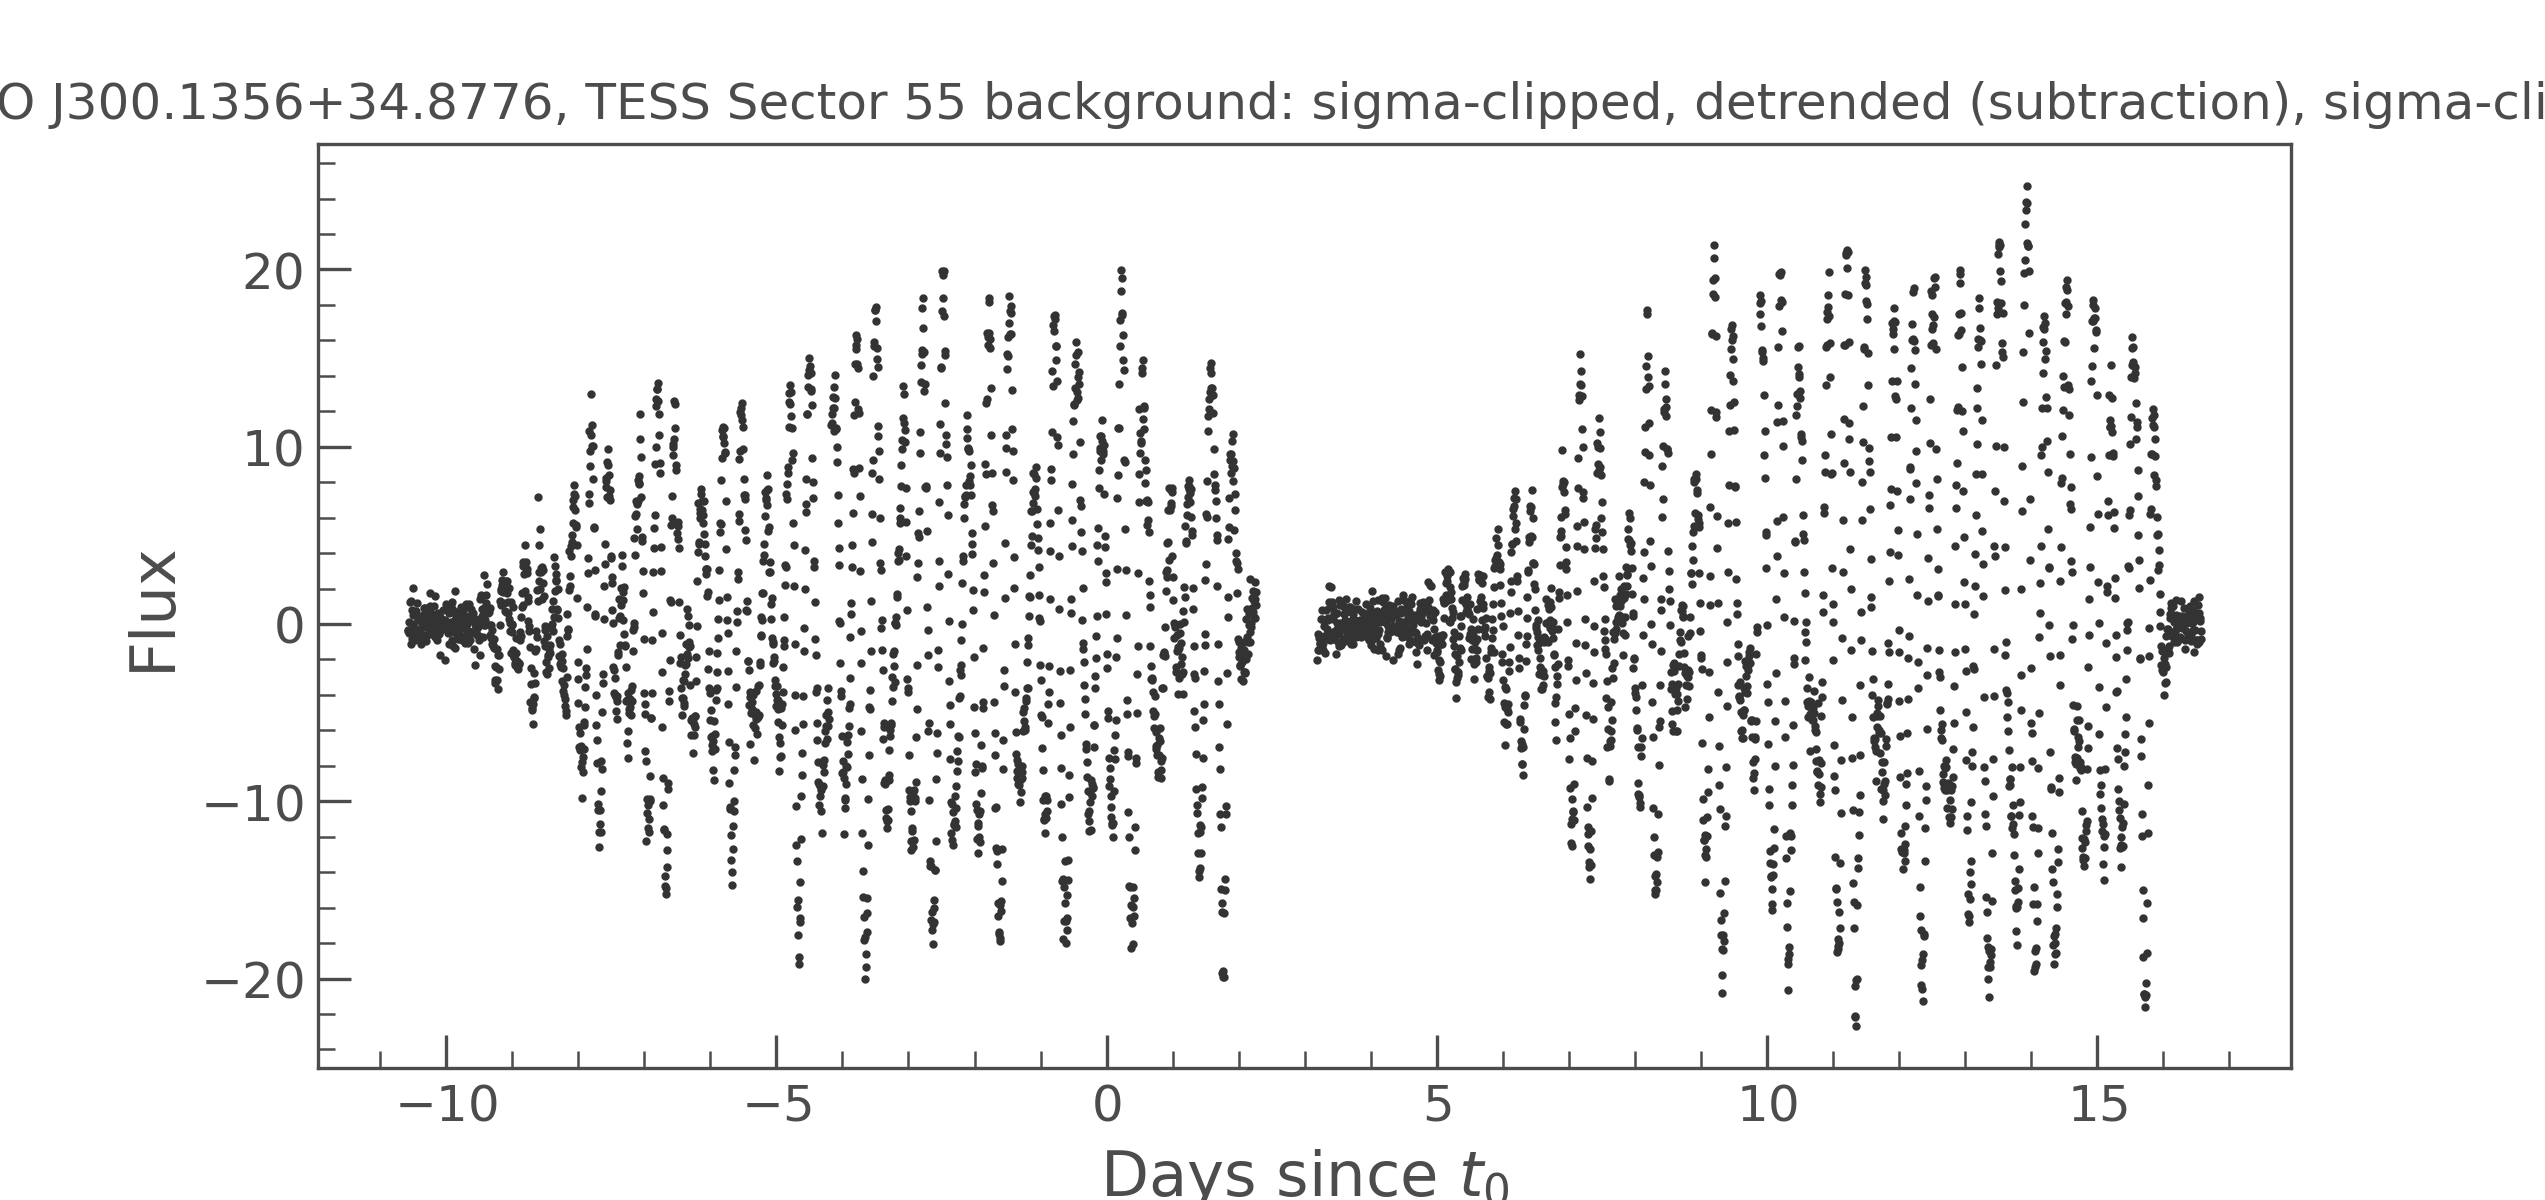 O J300.1356+34.8776, TESS Sector 55 background: sigma-clipped, detrended (subtraction), sigma-cli
20
10
0
−10
−20
Flux
−10 −5 0 5 10 15
Days since t0